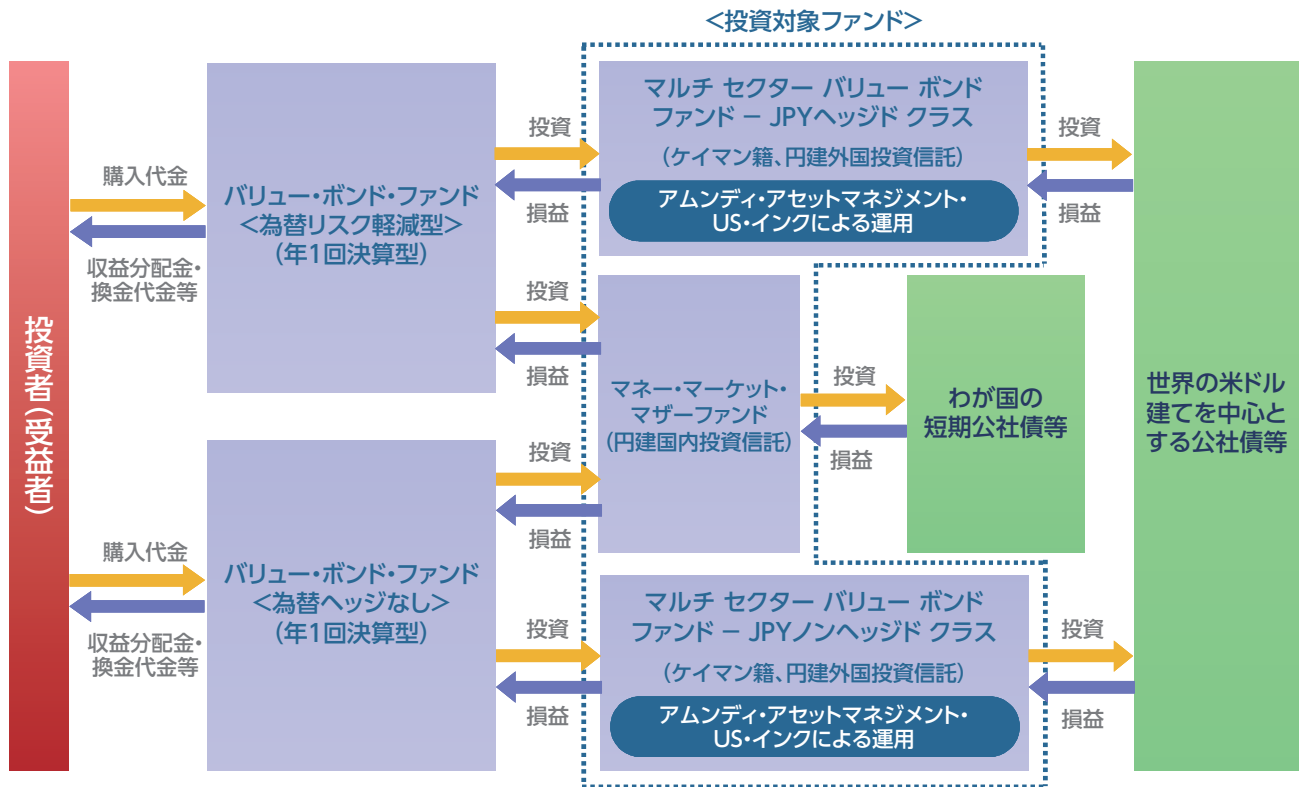 ＜投資対象ファンド＞
投資者（受益者）
購入代金
収益分配金・
換金代金等
バリュー・ボンド・ファンド
＜為替リスク軽減型＞
（年1回決算型）
投資
損益
マルチ セクター バリュー ボンド
ファンド － JPYヘッジド クラス
（ケイマン籍、円建外国投資信託）
アムンディ・アセットマネジメント・
US・インクによる運用
投資
損益
投資
損益
マネー・マーケット・
マザーファンド
（円建国内投資信託）
投資
損益
わが国の
短期公社債等
世界の米ドル
建てを中心と
する公社債等
投資
損益
購入代金
収益分配金・
換金代金等
バリュー・ボンド・ファンド
＜為替ヘッジなし＞
（年1回決算型）
投資
損益
マルチ セクター バリュー ボンド
ファンド － JPYノンヘッジド クラス
（ケイマン籍、円建外国投資信託）
アムンディ・アセットマネジメント・
US・インクによる運用
投資
損益